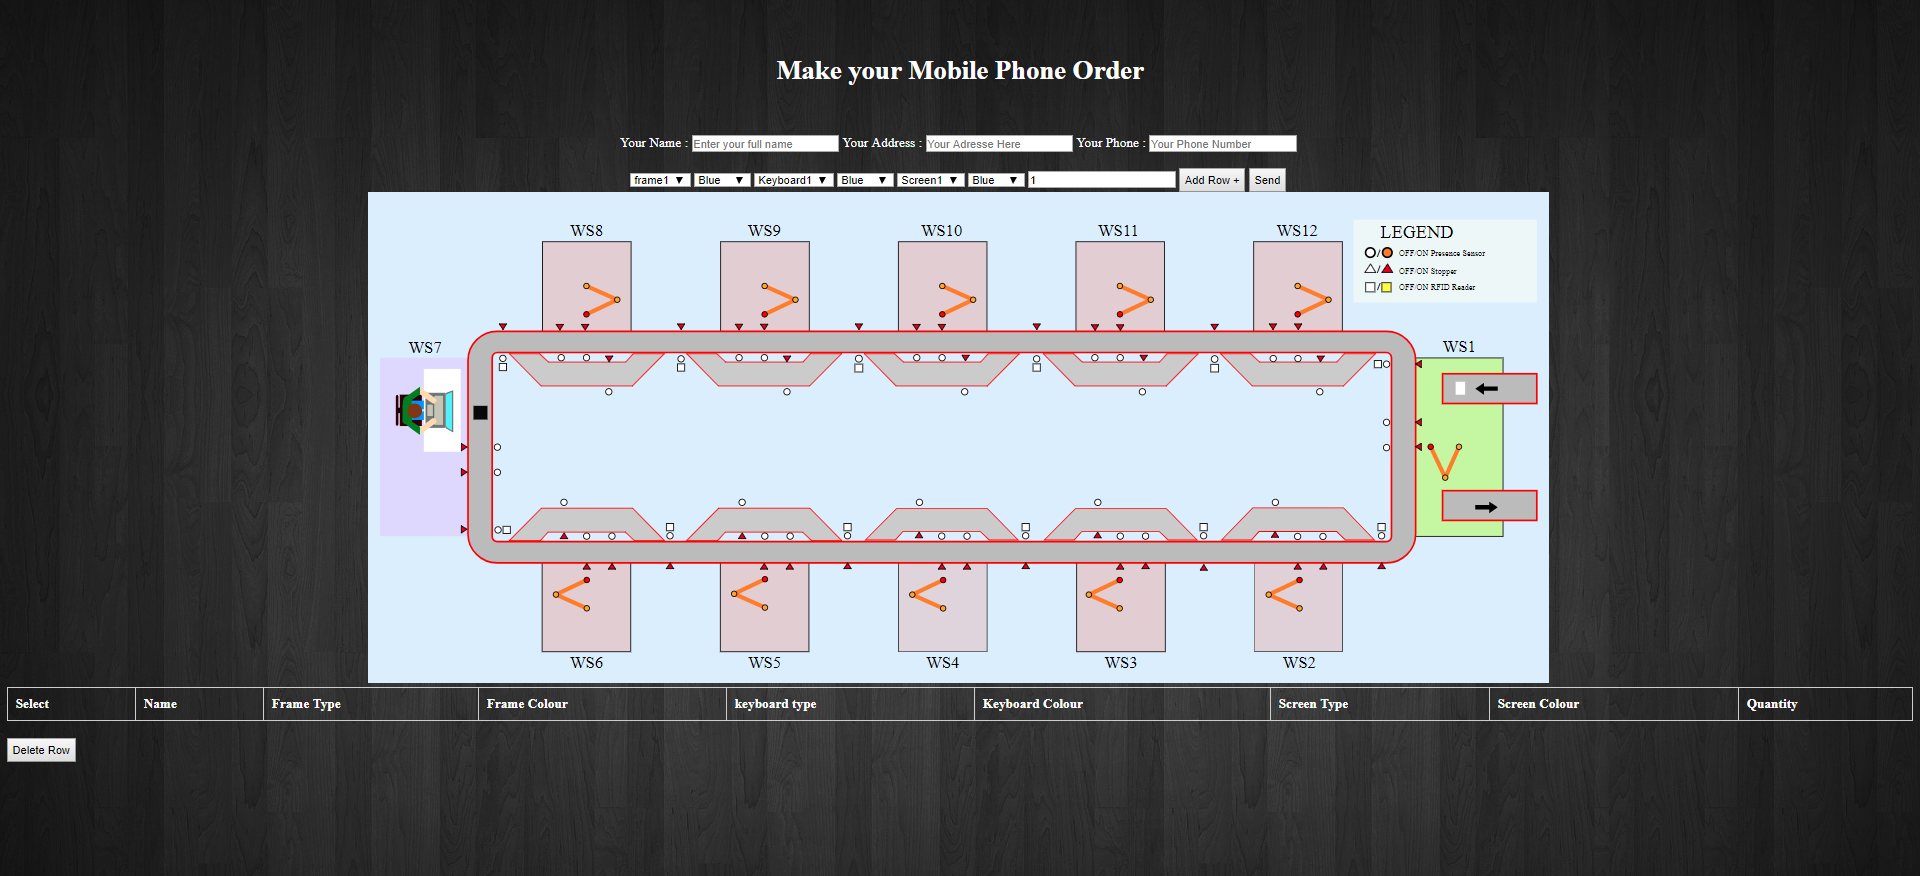 Make your Mobile Phone Order
Your Name : Enter your full name Your Address : Your Adresse Here Your Phone : Your Phone Number
frame1 Blue Keyboard1 Blue Screen1 Blue 1 Add Row + Send
WS8 WS9 WS10 WS11 WS12
LEGEND
OFF/ON Presence Sensor
OFF/ON Stopper
OFF/ON RFID Reader
WS7 WS1
WS6 WS5 WS4 WS3 WS2
Select Name Frame Type Frame Colour keyboard type Keyboard Colour Screen Type Screen Colour Quantity
Delete Row